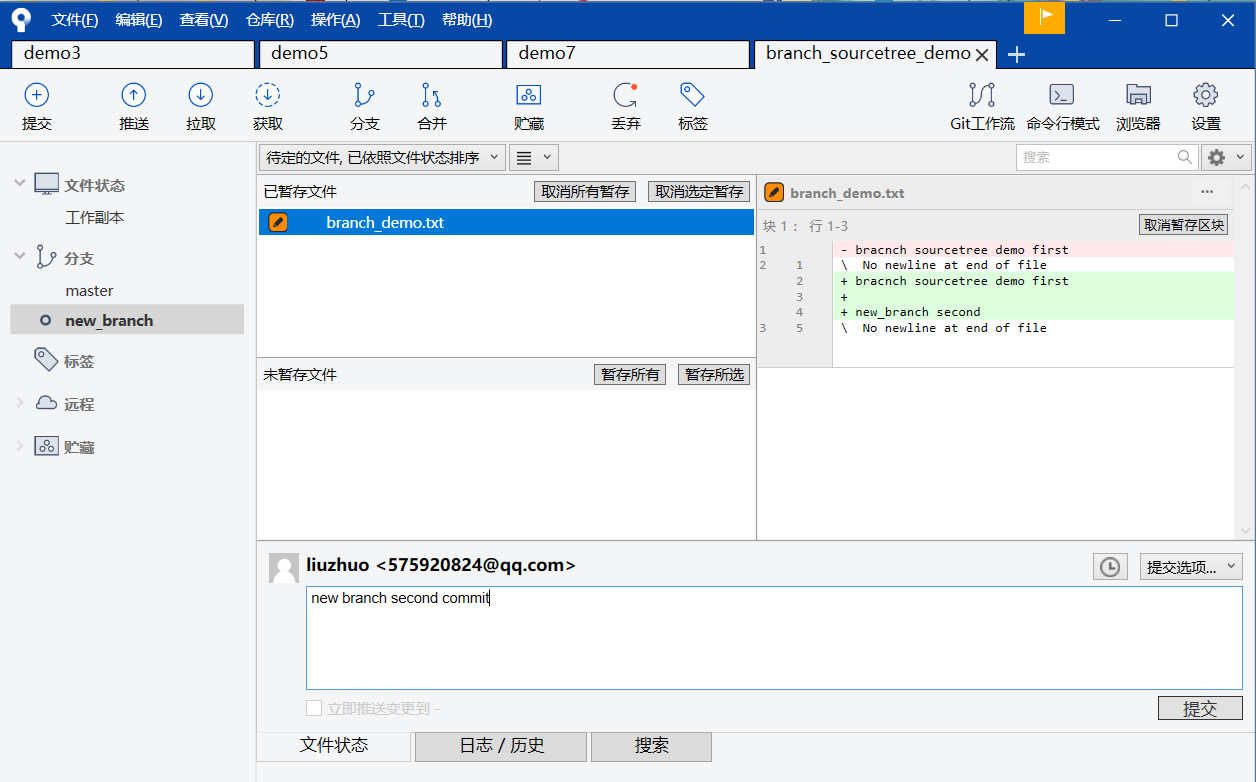 文件(F) 编辑(E) 查看(V) 仓库(R) 操作(A) 工具(T) 帮助(H)
demo3 demo5 demo7 branch_sourcetree_demo
提交 推送 拉取 获取 分支 合并 贮藏 丢弃 标签 Git工作流 命令行模式 浏览器 设置
文件状态
工作副本
分支
master
new_branch
标签
远程
贮藏
待定的文件, 已依照文件状态排序
搜索
已暂存文件 取消所有暂存 取消选定暂存
branch_demo.txt
未暂存文件 暂存所有 暂存所选
branch_demo.txt
块 1： 行 1-3 取消暂存区块
1 - bracnch sourcetree demo first
2 1 \ No newline at end of file
2 + bracnch sourcetree demo first
3 +
4 + new_branch second
3 5 \ No newline at end of file
liuzhuo <575920824@qq.com>
提交选项...
new branch second commit
立即推送变更到 -
提交
文件状态 日志 / 历史 搜索